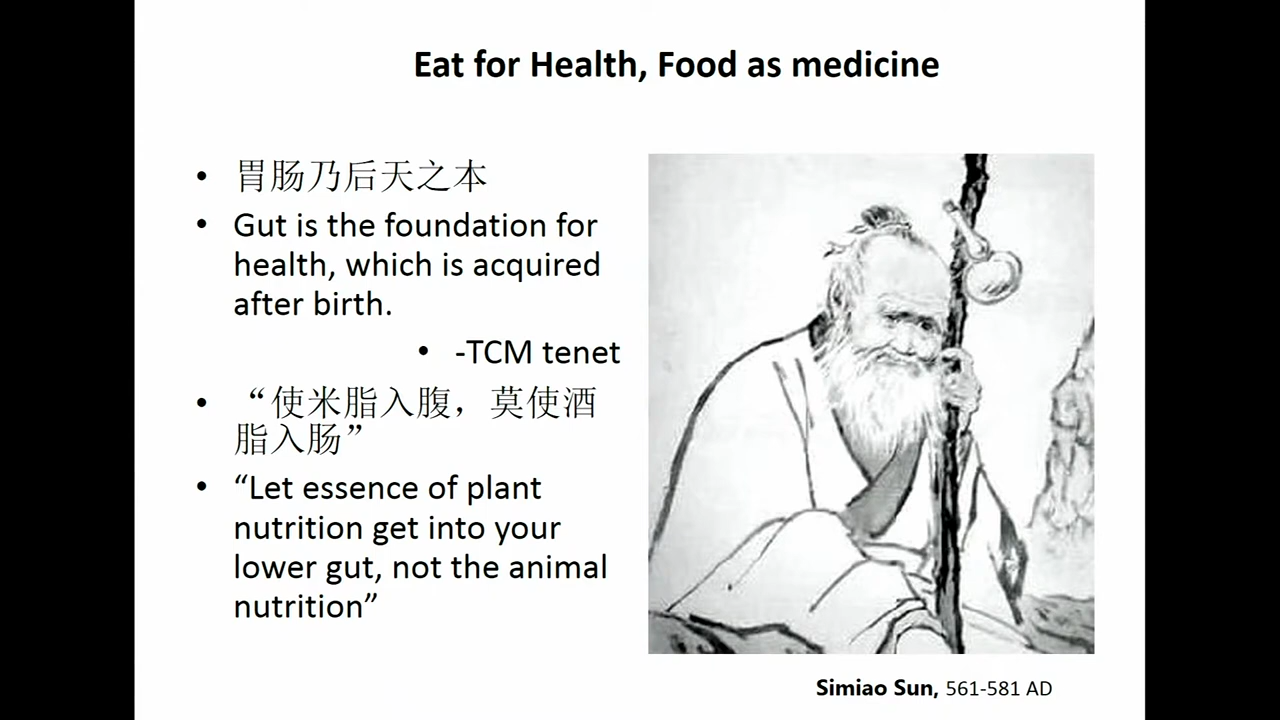 Eat for Health, Food as medicine
• 胃肠乃后天之本
• Gut is the foundation for
health, which is acquired
after birth.
• -TCM tenet
• “使米脂入腹，莫使酒
脂入肠”
• “Let essence of plant
nutrition get into your
lower gut, not the animal
nutrition”
Simiao Sun, 561-581 AD